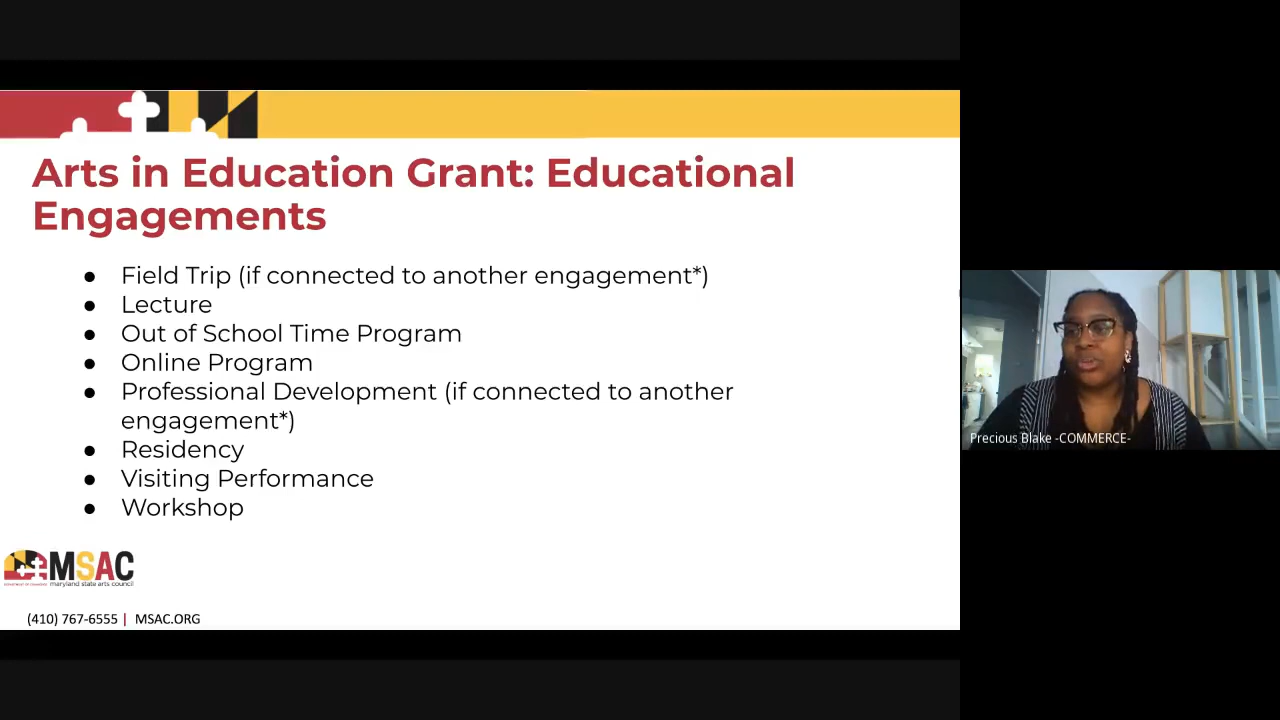 Arts in Education Grant: Educational
Engagements
● Field Trip (if connected to another engagement*)
● Lecture
● Out of School Time Program
● Online Program
● Professional Development (if connected to another
engagement*)
● Residency
● Visiting Performance
● Workshop
MSAC
maryland state arts council
(410) 767-6555 | MSAC.ORG
Precious Blake -COMMERCE-